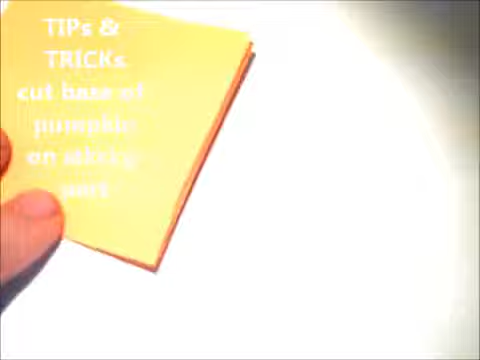 TIPs &
TRICKs
cut base of
pumpkin
on sticky
part